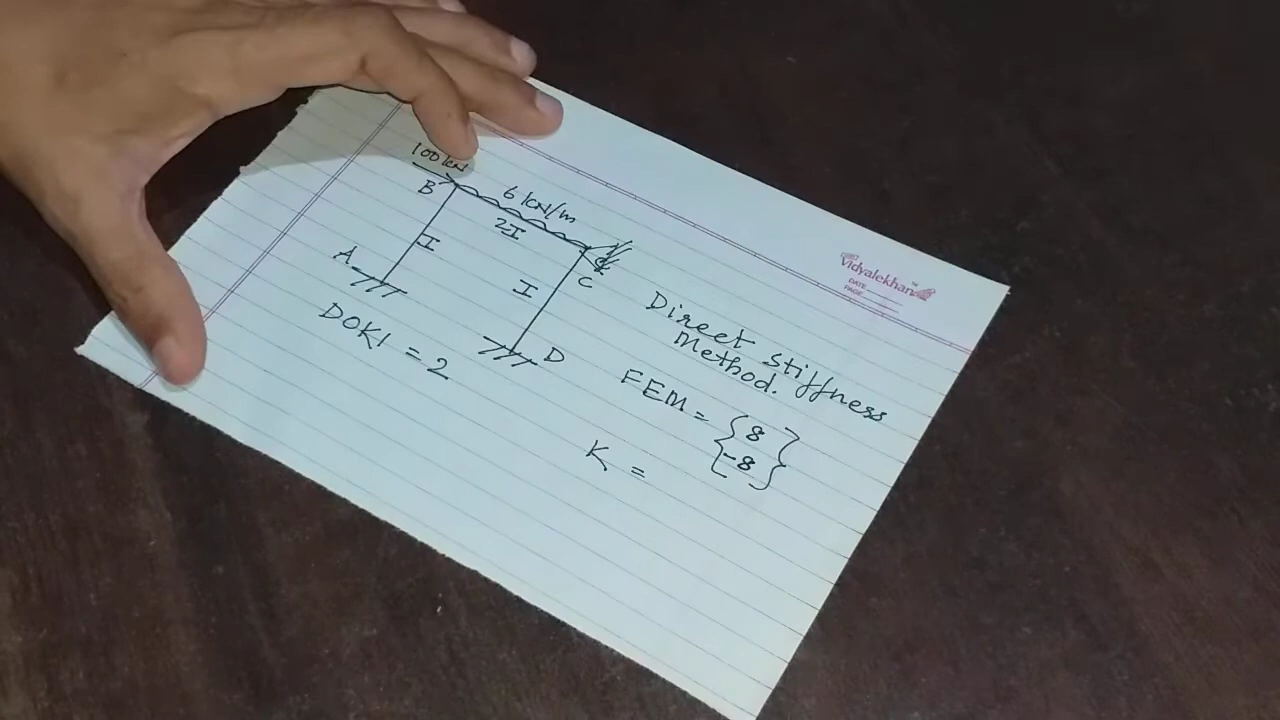 100 kN
B
6 kN/m
2I
I
A
C
I
D
DOKI = 2
Direct stiffness
Method.
FEM = { 8
-8 }
K =
Vidyalekhan
DATE
PAGE